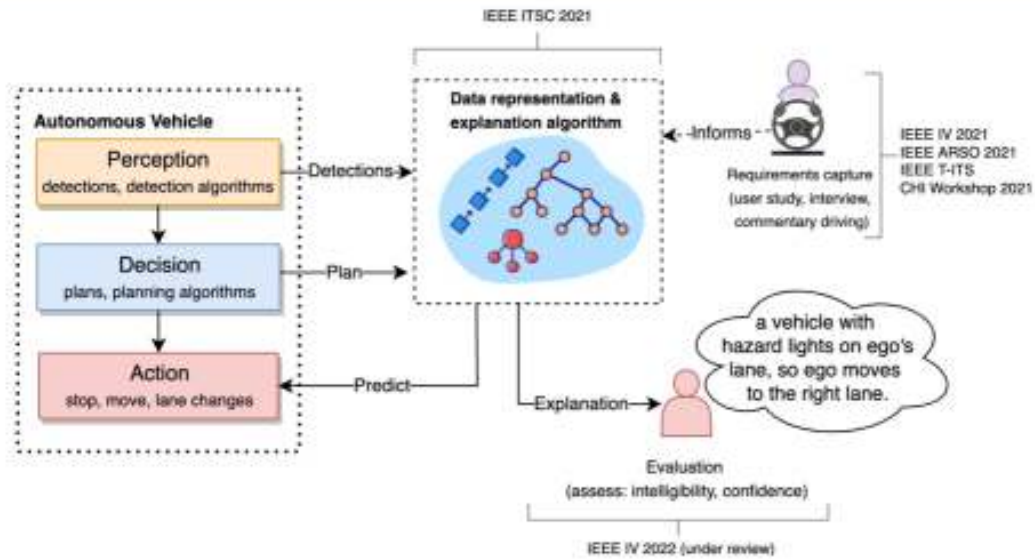 IEEE ITSC 2021
Autonomous Vehicle
Perception
detections, detection algorithms
Decision
plans, planning algorithms
Action
stop, move, lane changes
Detections
Plan
Predict
Data representation &
explanation algorithm
Informs
Requirements capture
(user study, interview,
commentary driving)
IEEE IV 2021
IEEE ARSO 2021
IEEE T-ITS
CHI Workshop 2021
Explanation
a vehicle with
hazard lights on ego's
lane, so ego moves
to the right lane.
Evaluation
(assess: intelligibility, confidence)
IEEE IV 2022 (under review)